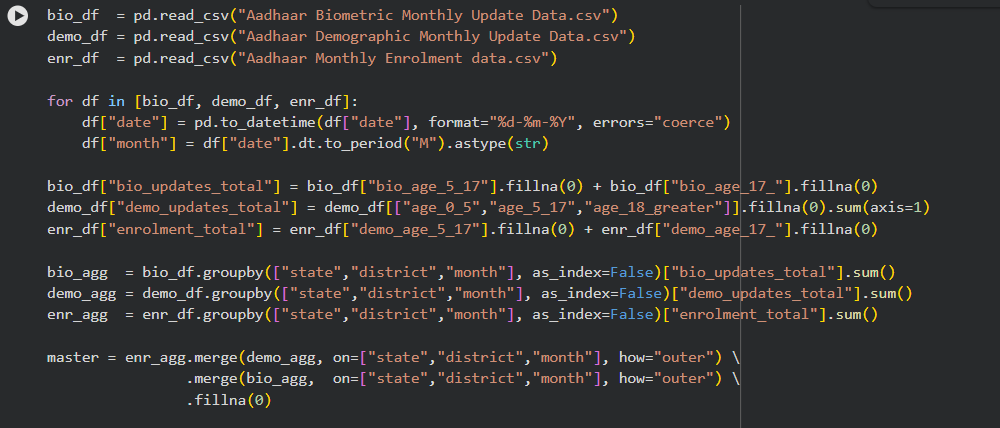 bio_df  = pd.read_csv("Aadhaar Biometric Monthly Update Data.csv")
demo_df = pd.read_csv("Aadhaar Demographic Monthly Update Data.csv")
enr_df  = pd.read_csv("Aadhaar Monthly Enrolment data.csv")

for df in [bio_df, demo_df, enr_df]:
    df["date"] = pd.to_datetime(df["date"], format="%d-%m-%Y", errors="coerce")
    df["month"] = df["date"].dt.to_period("M").astype(str)

bio_df["bio_updates_total"] = bio_df["bio_age_5_17"].fillna(0) + bio_df["bio_age_17_"].fillna(0)
demo_df["demo_updates_total"] = demo_df[["age_0_5","age_5_17","age_18_greater"]].fillna(0).sum(axis=1)
enr_df["enrolment_total"] = enr_df["demo_age_5_17"].fillna(0) + enr_df["demo_age_17_"].fillna(0)

bio_agg  = bio_df.groupby(["state","district","month"], as_index=False)["bio_updates_total"].sum()
demo_agg = demo_df.groupby(["state","district","month"], as_index=False)["demo_updates_total"].sum()
enr_agg  = enr_df.groupby(["state","district","month"], as_index=False)["enrolment_total"].sum()

master = enr_agg.merge(demo_agg, on=["state","district","month"], how="outer") \
                .merge(bio_agg,  on=["state","district","month"], how="outer") \
                .fillna(0)